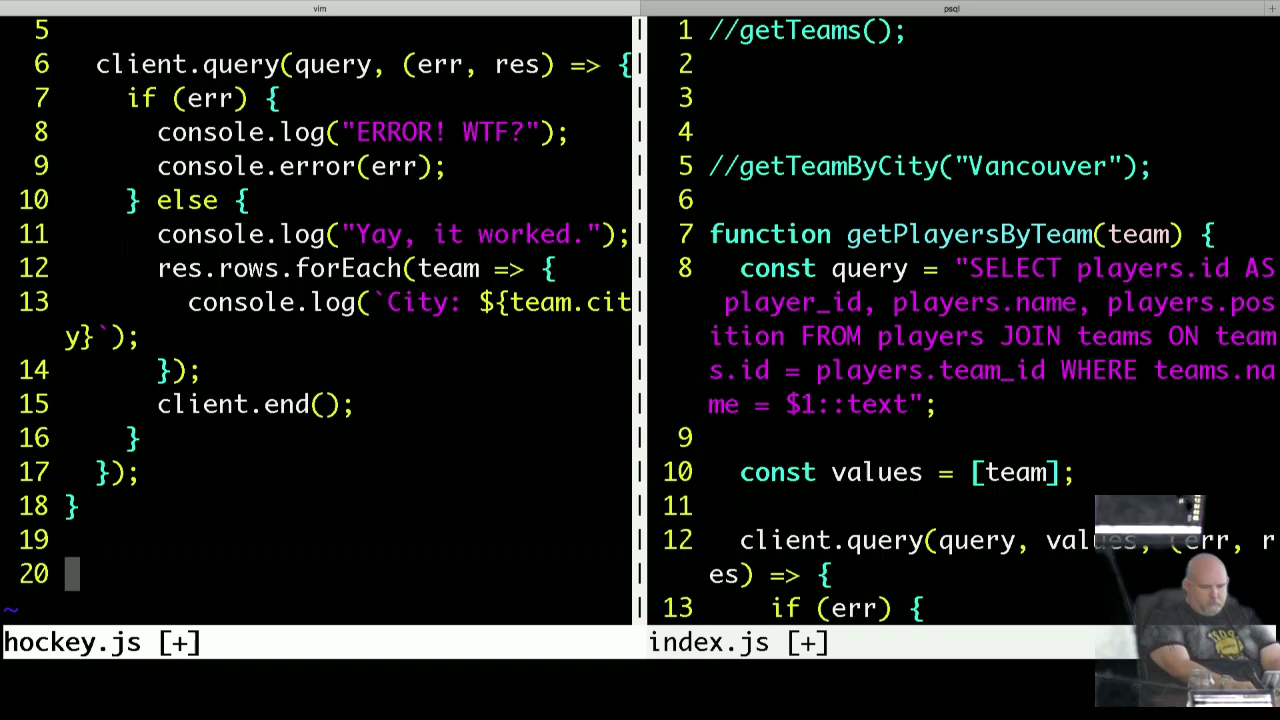 vim
psql
+
5
6 client.query(query, (err, res) => {
7 if (err) {
8 console.log("ERROR! WTF?");
9 console.error(err);
10 } else {
11 console.log("Yay, it worked.");
12 res.rows.forEach(team => {
13 console.log(`City: ${team.cit
y}`);
14 });
15 client.end();
16 }
17 });
18 }
19
20
~
hockey.js [+]
1 //getTeams();
2
3
4
5 //getTeamByCity("Vancouver");
6
7 function getPlayersByTeam(team) {
8 const query = "SELECT players.id AS
player_id, players.name, players.pos
ition FROM players JOIN teams ON team
s.id = players.team_id WHERE teams.na
me = $1::text";
9
10 const values = [team];
11
12 client.query(query, values, (err, r
es) => {
13 if (err) {
index.js [+]